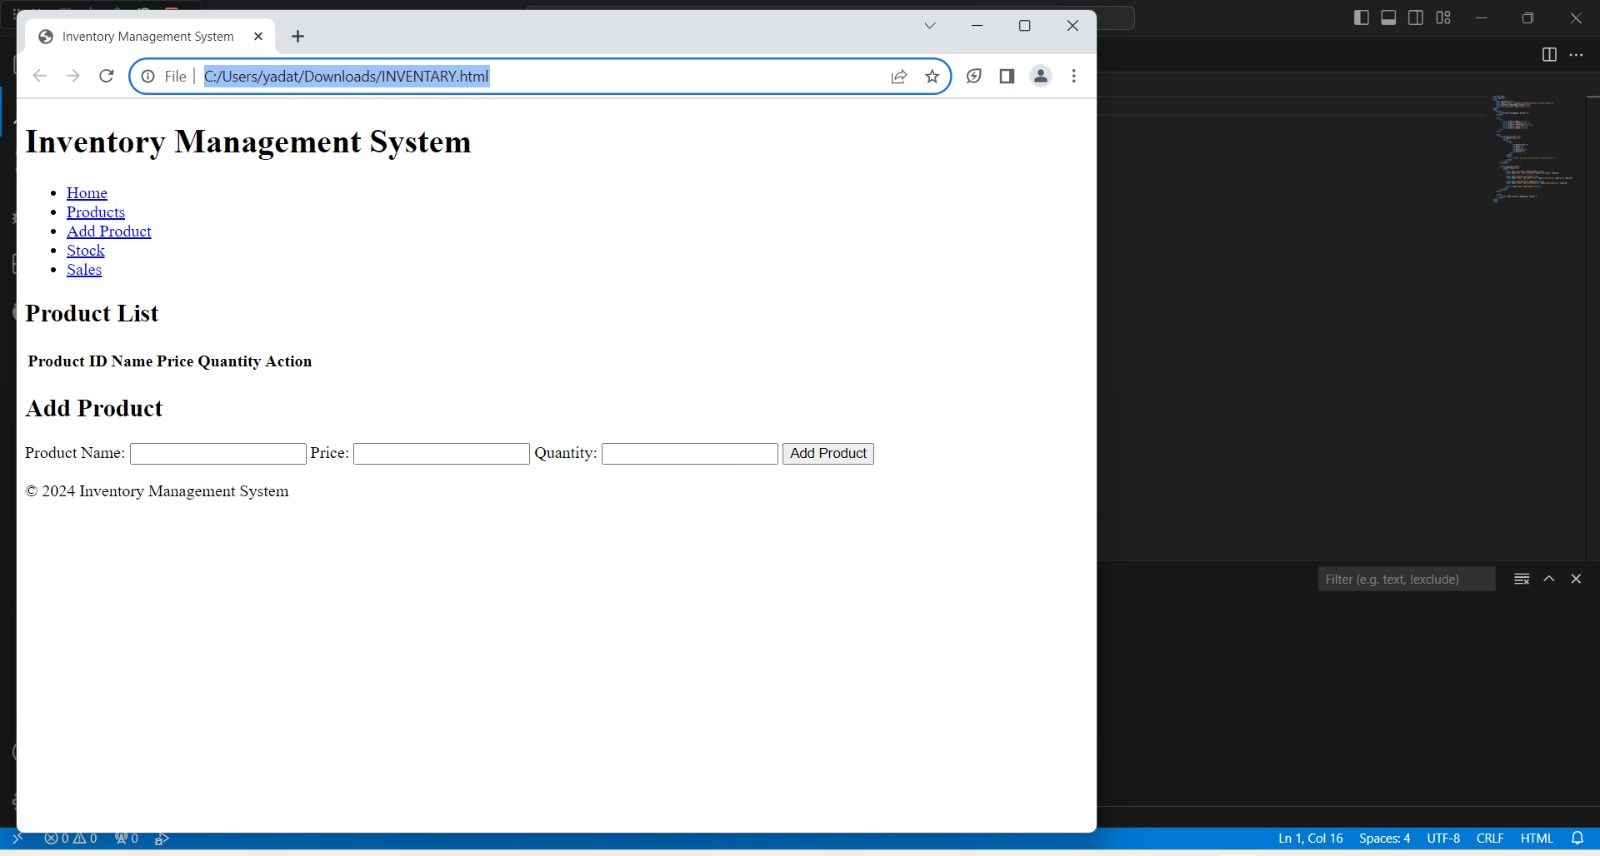 Inventory Management System
File C:/Users/yadat/Downloads/INVENTARY.html
Inventory Management System
Home
Products
Add Product
Stock
Sales
Product List
Product ID Name Price Quantity Action
Add Product
Product Name: Price: Quantity: Add Product
© 2024 Inventory Management System
Filter (e.g. text, !exclude)
0 0 0 Ln 1, Col 16 Spaces: 4 UTF-8 CRLF HTML